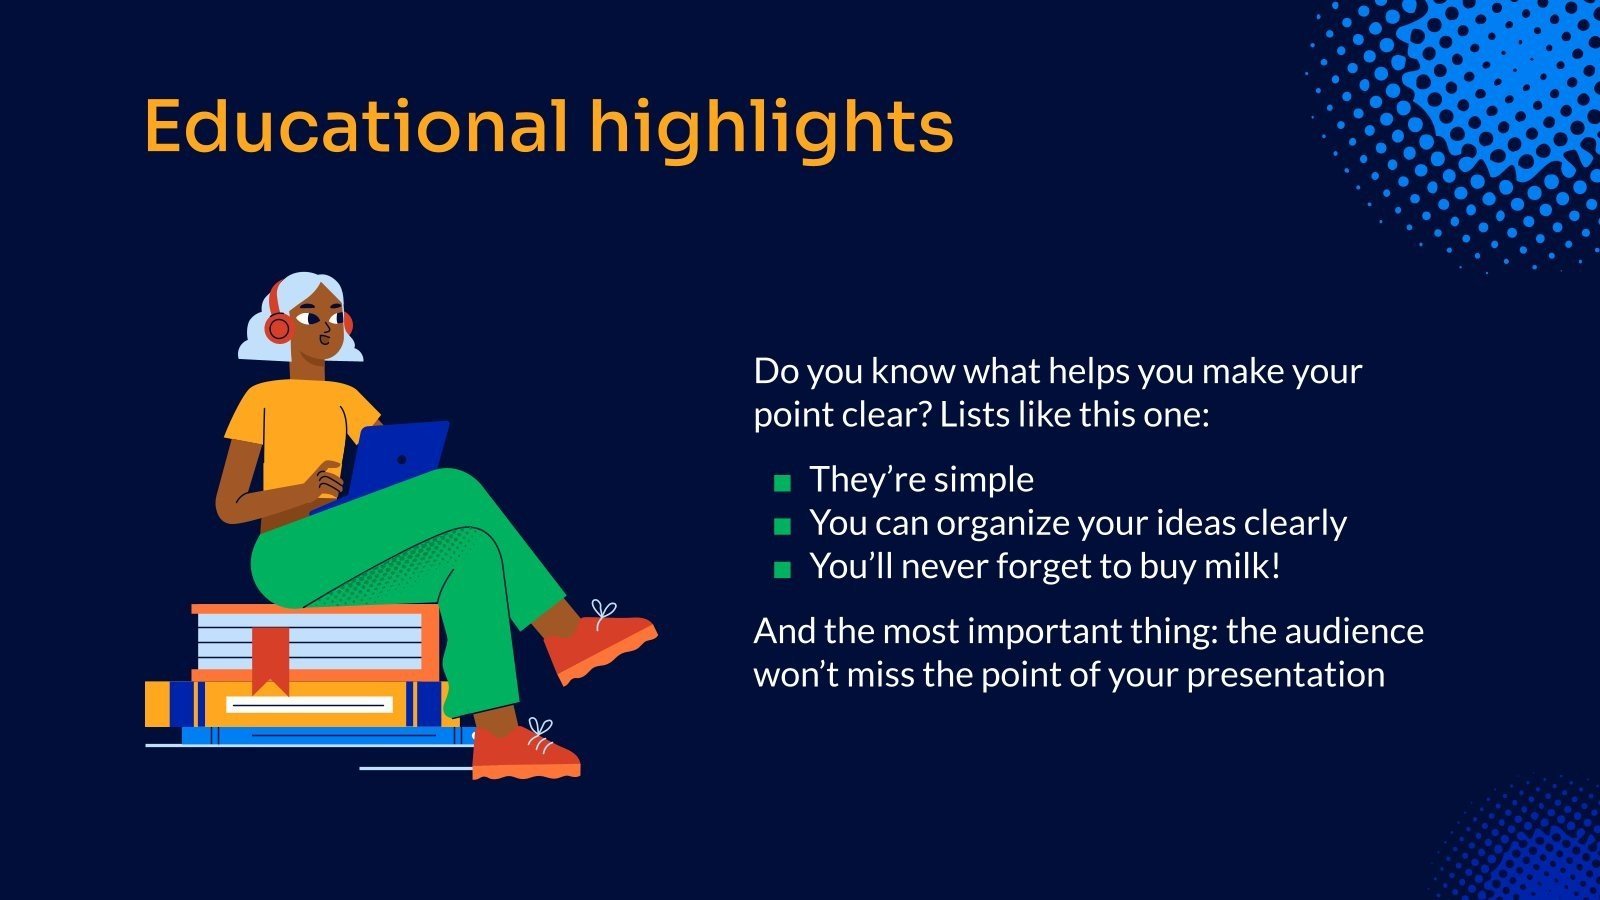 Educational highlights
Do you know what helps you make your
point clear? Lists like this one:
■ They’re simple
■ You can organize your ideas clearly
■ You’ll never forget to buy milk!
And the most important thing: the audience
won’t miss the point of your presentation